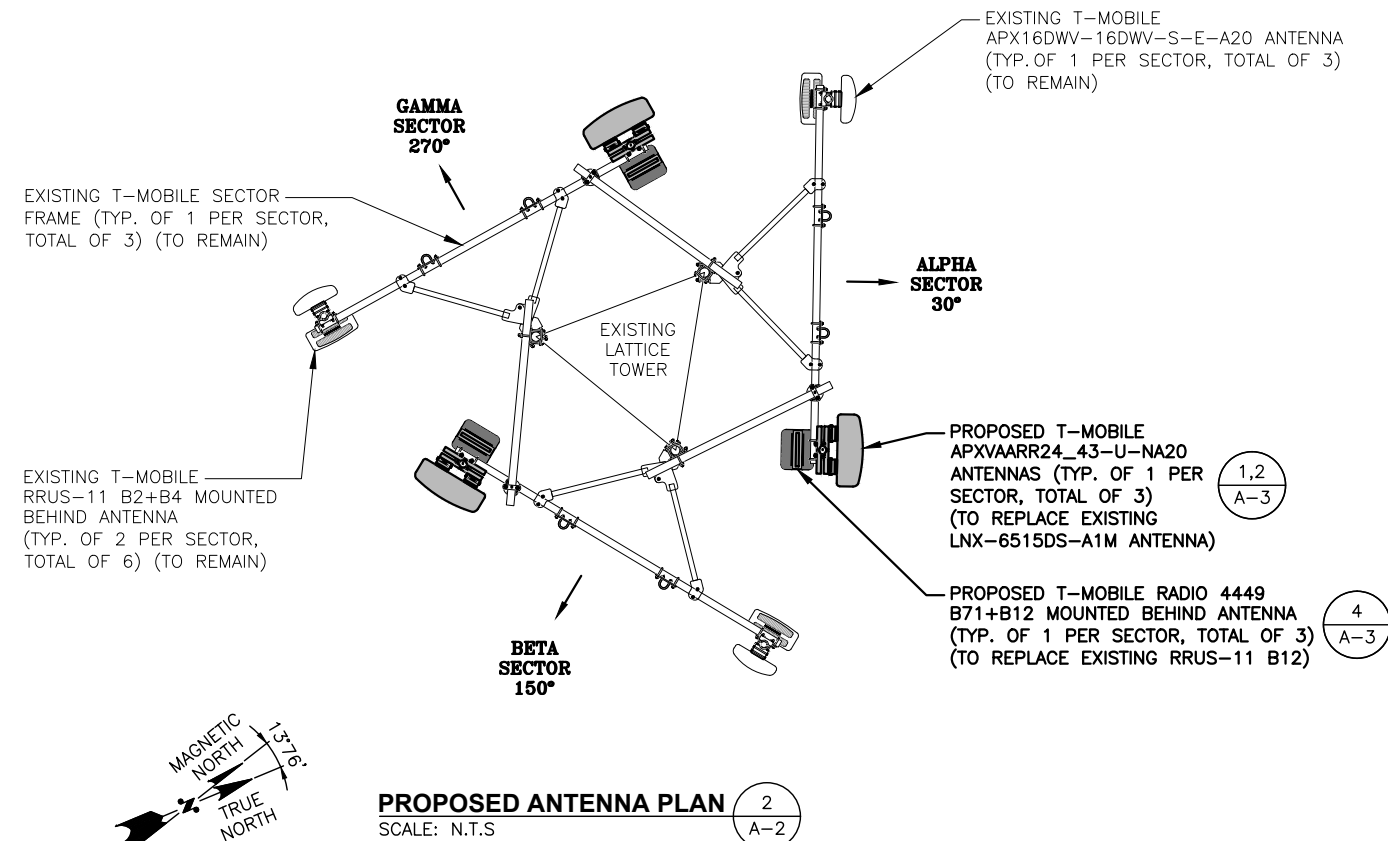 EXISTING T-MOBILE
APX16DWV-16DWV-S-E-A20 ANTENNA
(TYP.OF 1 PER SECTOR, TOTAL OF 3)
(TO REMAIN)
GAMMA
SECTOR
270°
EXISTING T-MOBILE SECTOR
FRAME (TYP. OF 1 PER SECTOR,
TOTAL OF 3) (TO REMAIN)
ALPHA
SECTOR
30°
EXISTING
LATTICE
TOWER
EXISTING T-MOBILE
RRUS-11 B2+B4 MOUNTED
BEHIND ANTENNA
(TYP. OF 2 PER SECTOR,
TOTAL OF 6) (TO REMAIN)
PROPOSED T-MOBILE
APXVAARR24_43-U-NA20
ANTENNAS (TYP. OF 1 PER
SECTOR, TOTAL OF 3)
(TO REPLACE EXISTING
LNX-6515DS-A1M ANTENNA)
1,2
A-3
PROPOSED T-MOBILE RADIO 4449
B71+B12 MOUNTED BEHIND ANTENNA
(TYP. OF 1 PER SECTOR, TOTAL OF 3)
(TO REPLACE EXISTING RRUS-11 B12)
4
A-3
BETA
SECTOR
150°
MAGNETIC
NORTH
13°76'
N
TRUE
NORTH
PROPOSED ANTENNA PLAN
SCALE: N.T.S
2
A-2